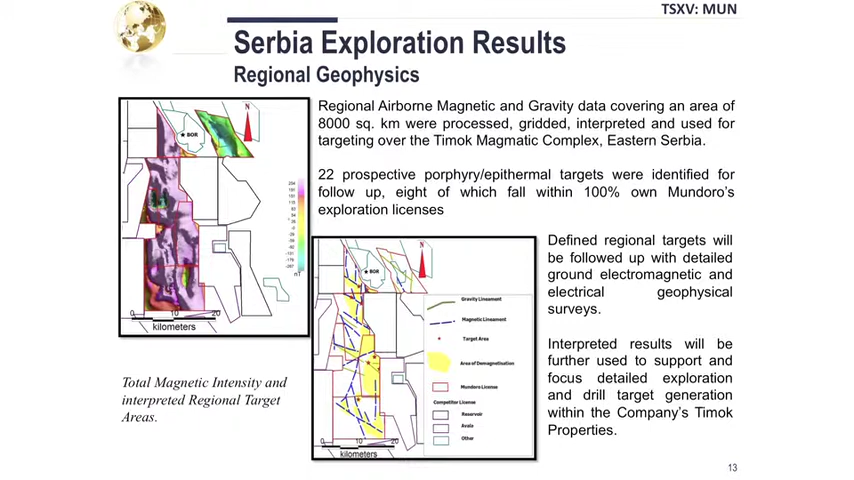 TSXV: MUN
Serbia Exploration Results
Regional Geophysics
Regional Airborne Magnetic and Gravity data covering an area of
8000 sq. km were processed, gridded, interpreted and used for
targeting over the Timok Magmatic Complex, Eastern Serbia.
22 prospective porphyry/epithermal targets were identified for
follow up, eight of which fall within 100% own Mundoro's
exploration licenses
N
BOR
nT
0 10 20
kilometers
Defined regional targets will
be followed up with detailed
ground electromagnetic and
electrical geophysical
surveys.
Interpreted results will be
further used to support and
focus detailed exploration
and drill target generation
within the Company's Timok
Properties.
N
BOR
Gravity Lineament
Magnetic Lineament
Target Area
Area of Demagnetisation
Mundoro License
Competitor License
Reservoir
Avala
Other
0 10 20
kilometers
Total Magnetic Intensity and
interpreted Regional Target
Areas.
13